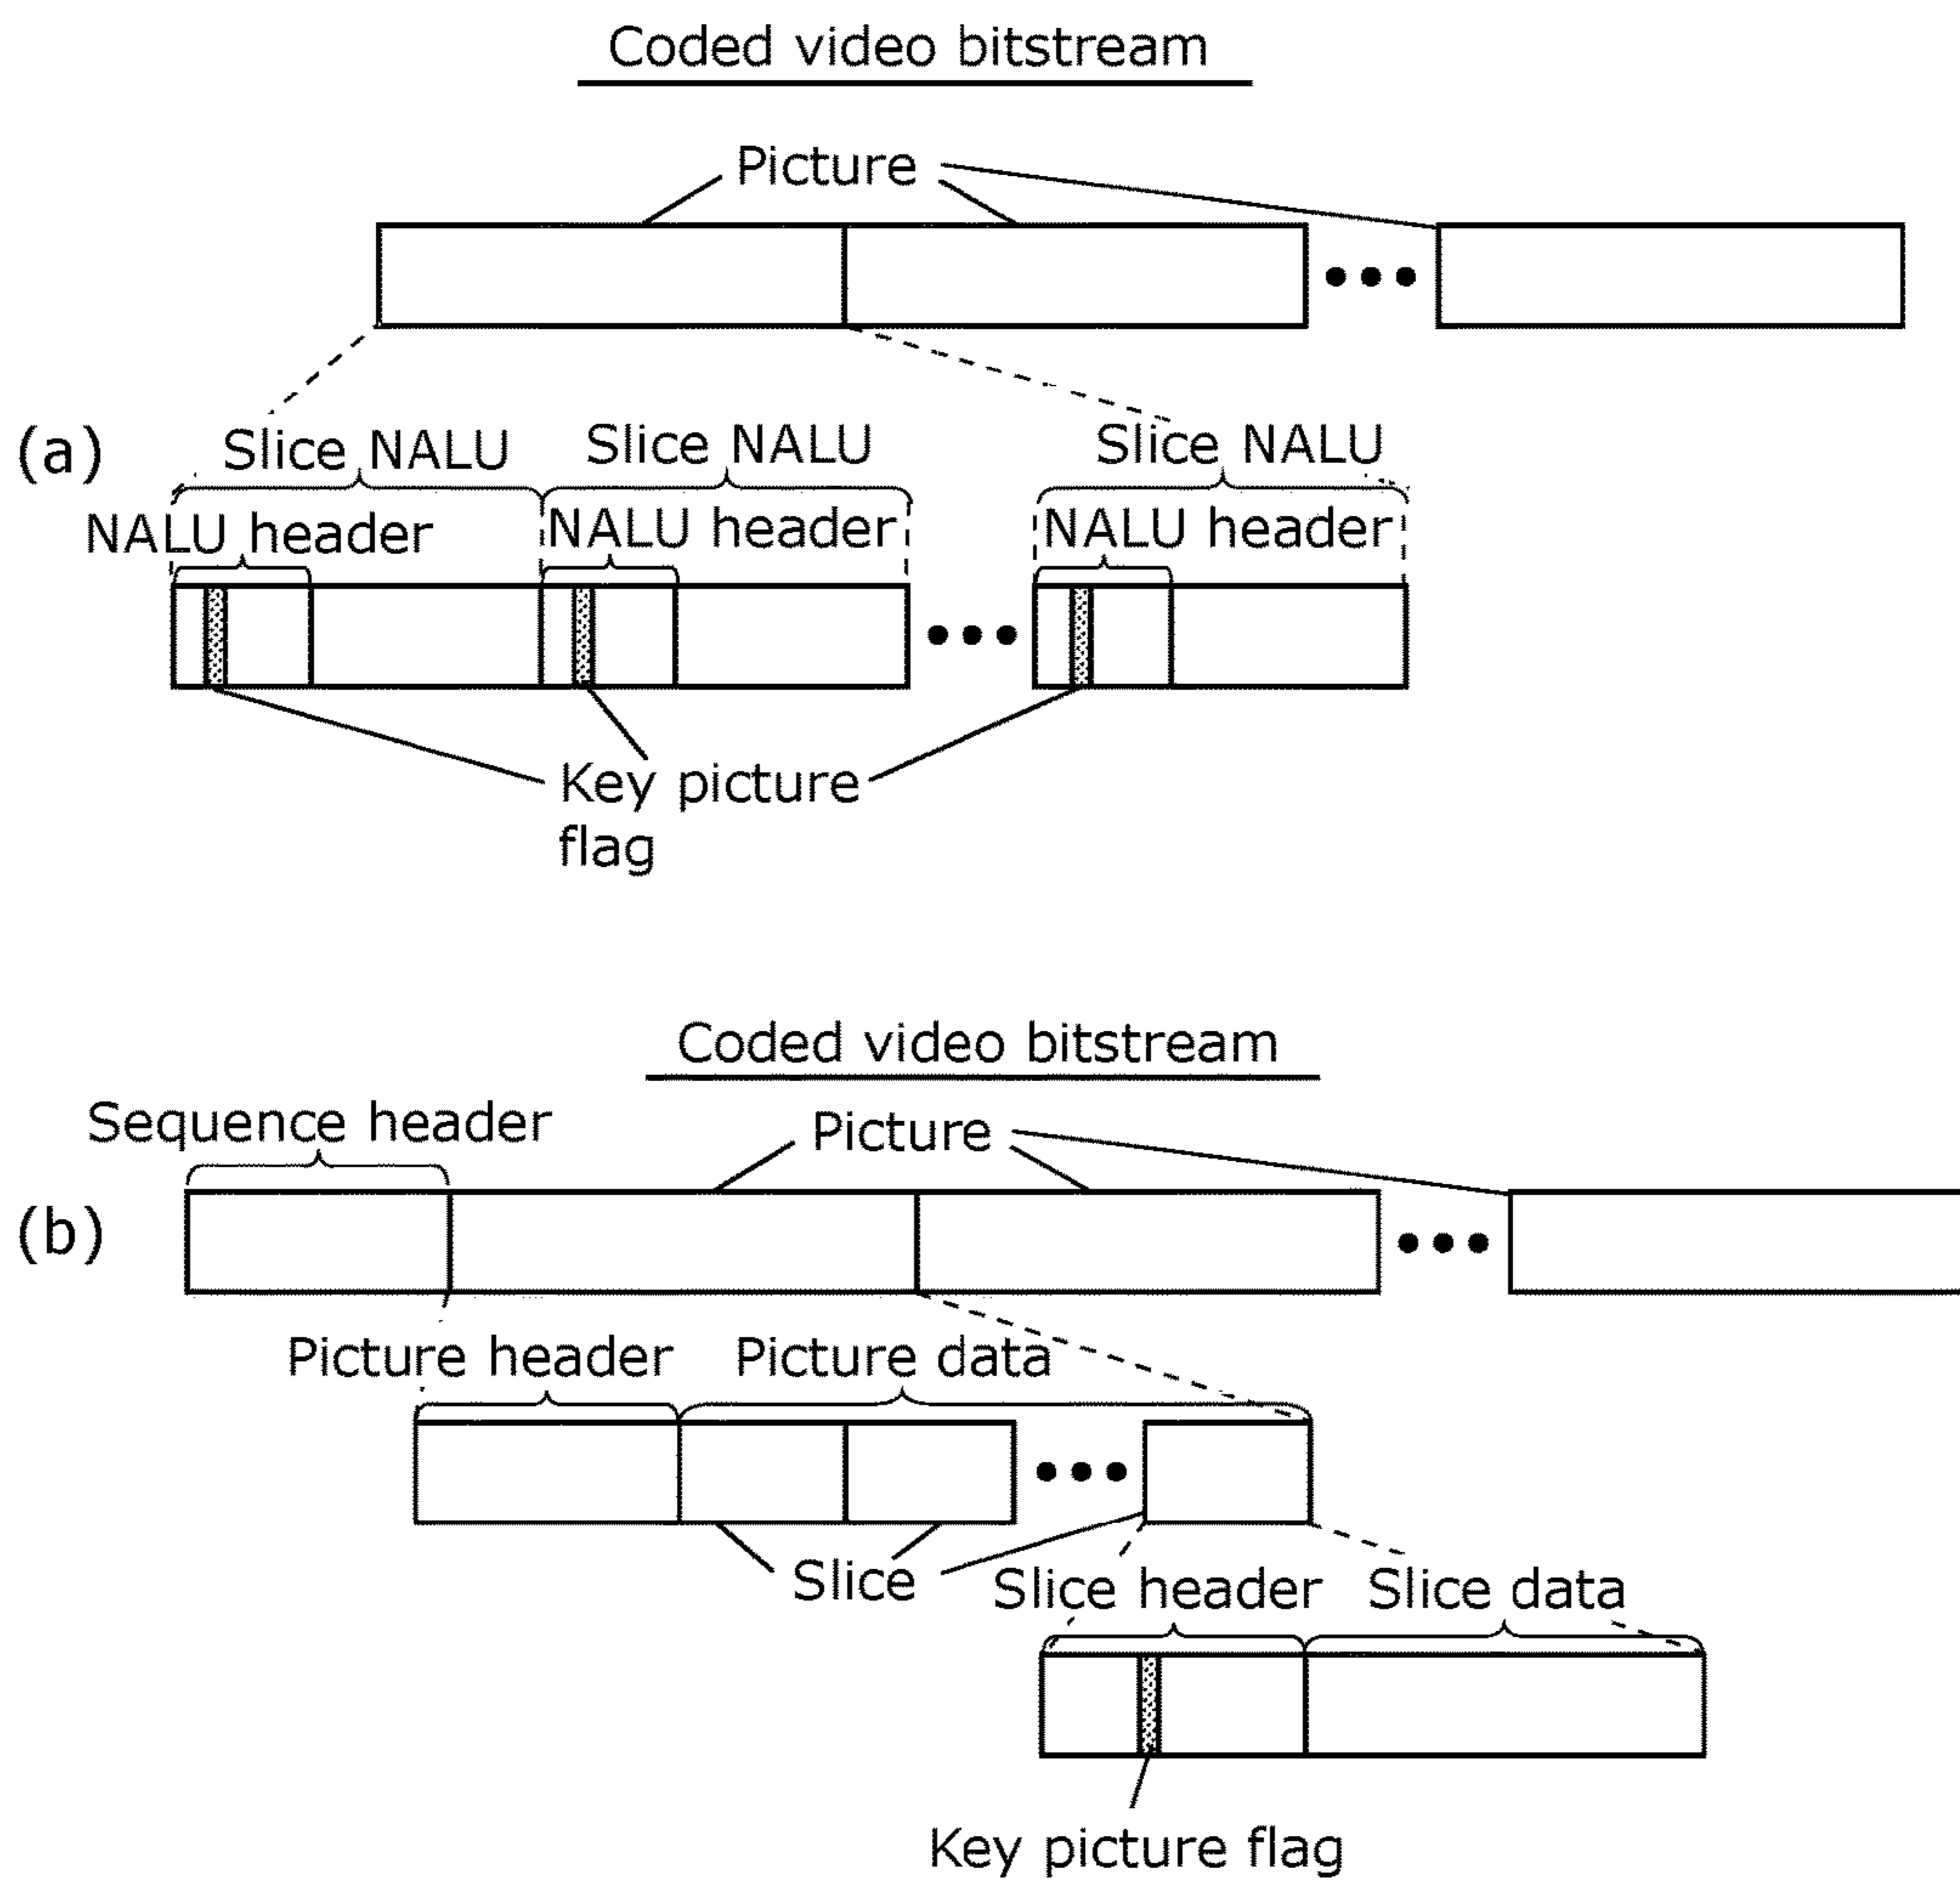 Coded video bitstream
Picture
(a)
Slice NALU
Slice NALU
Slice NALU
NALU header
NALU header
NALU header
Key picture
flag
Coded video bitstream
Sequence header
Picture
(b)
Picture header
Picture data
Slice
Slice header
Slice data
Key picture flag